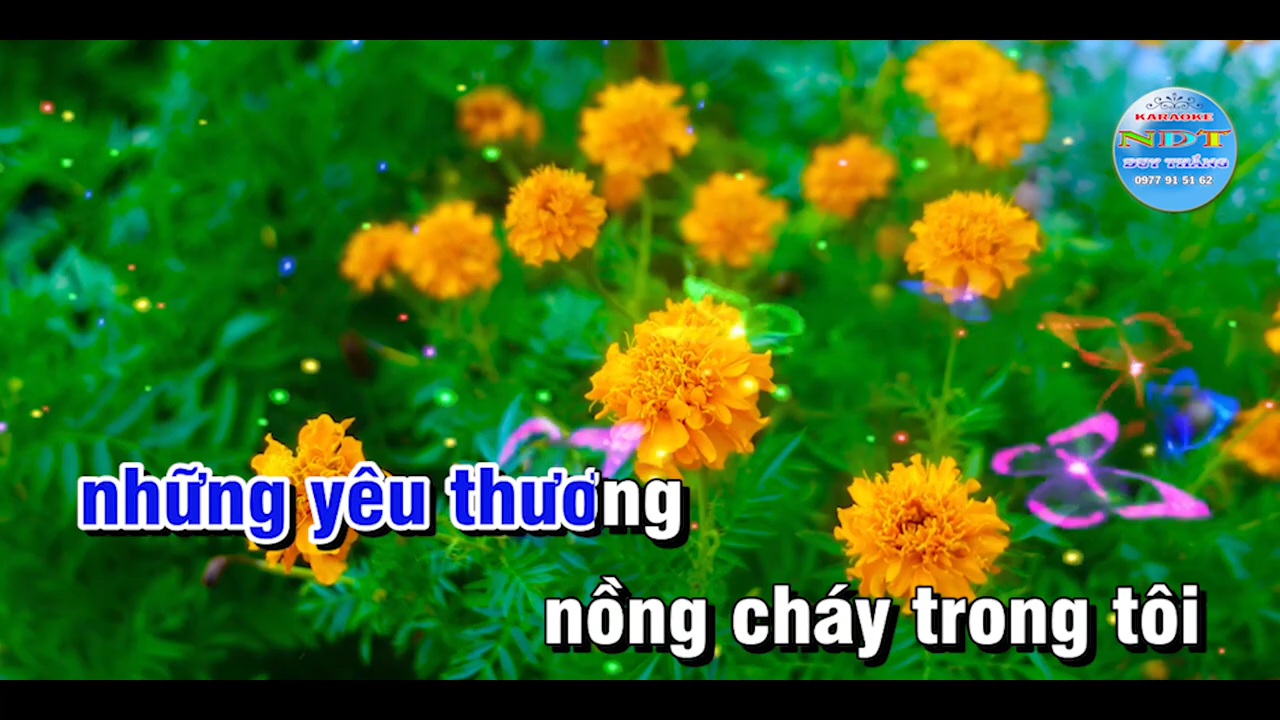 KARAOKE
NDT
DUY THẮNG
0977 91 51 62
những yêu thương
nồng cháy trong tôi